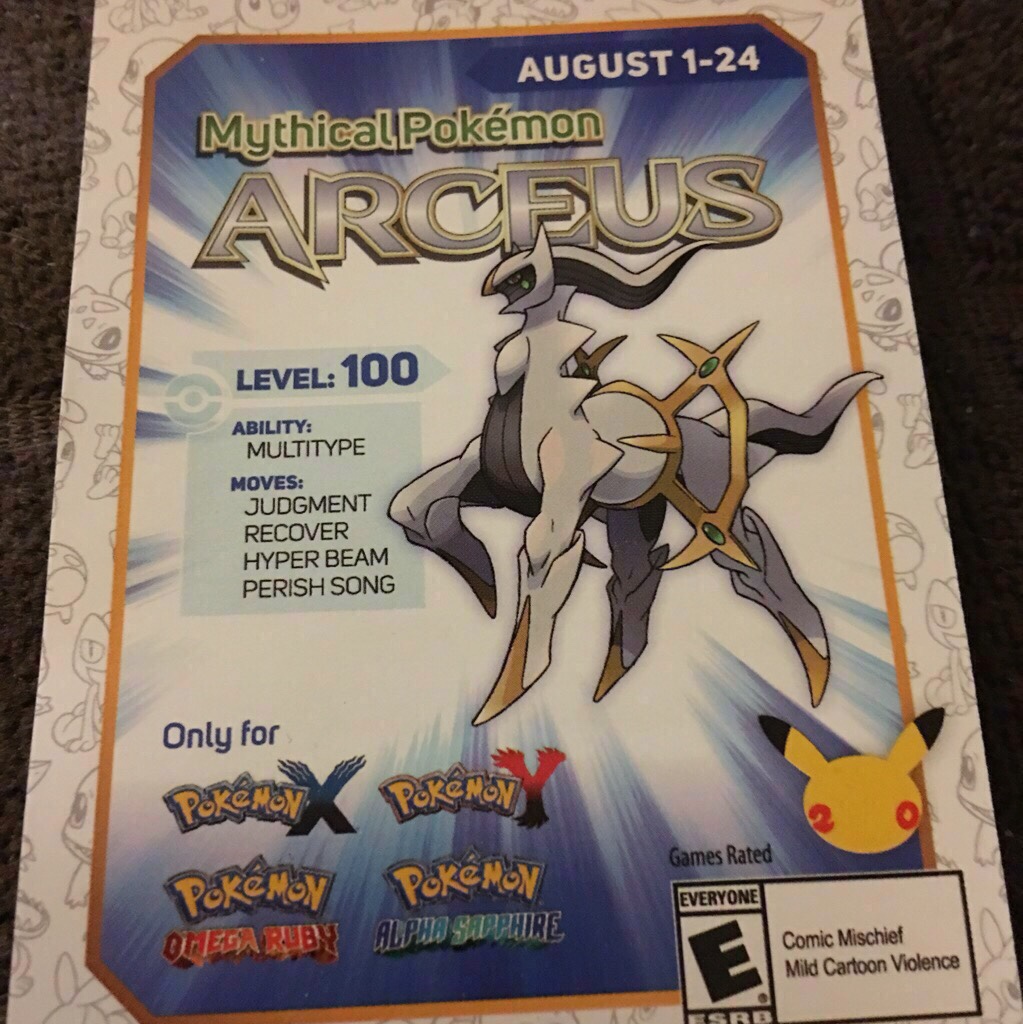 AUGUST 1-24
Mythical Pokémon
ARCEUS
LEVEL: 100
ABILITY:
MULTITYPE
MOVES:
JUDGMENT
RECOVER
HYPER BEAM
PERISH SONG
Only for
POKéMON X
POKéMON Y
POKéMON
OMEGA RUBY
POKéMON
ALPHA SAPPHIRE
20
Games Rated
EVERYONE
E
®
ESRB
Comic Mischief
Mild Cartoon Violence